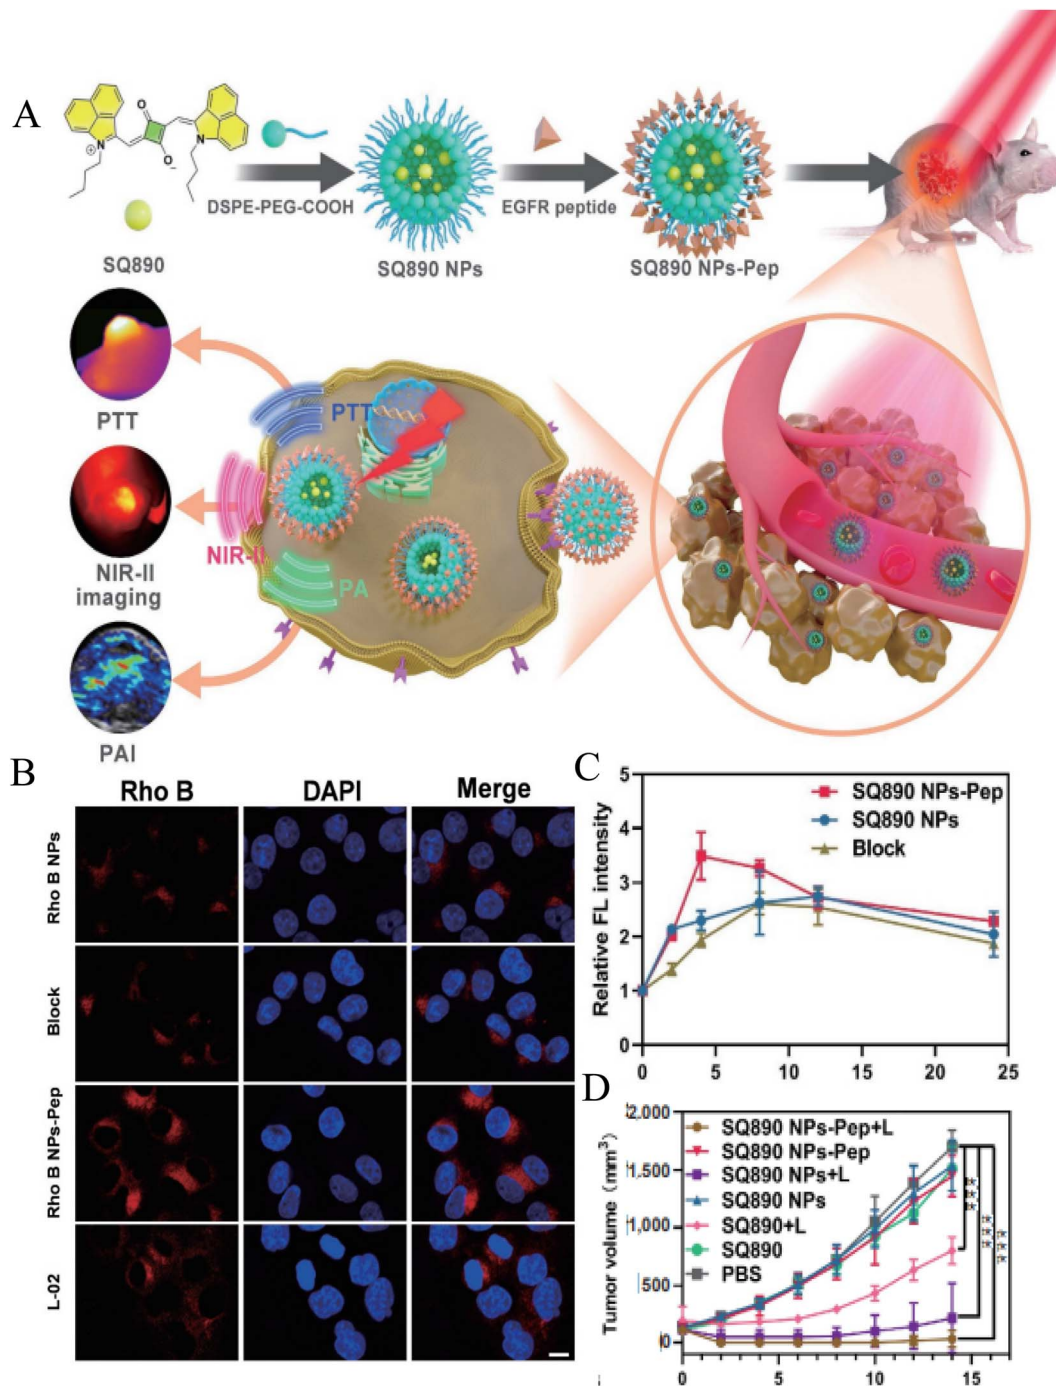 A
O
N
⊕
O
−
N
DSPE-PEG-COOH
EGFR peptide
SQ890
SQ890 NPs
SQ890 NPs-Pep
PTT
PTT
NIR-II
NIR-II
imaging
PA
PAI
B
Rho B
DAPI
Merge
Rho B NPs
Block
Rho B NPs-Pep
L-02
C
Relative FL intensity
5
4
3
2
1
0
SQ890 NPs-Pep
SQ890 NPs
Block
0 5 10 15 20 25
D
Tumor volume (mm³)
2,000
1,500
1,000
500
0
SQ890 NPs-Pep+L
SQ890 NPs-Pep
SQ890 NPs+L
SQ890 NPs
SQ890+L
SQ890
PBS
***
***
***
0 5 10 15